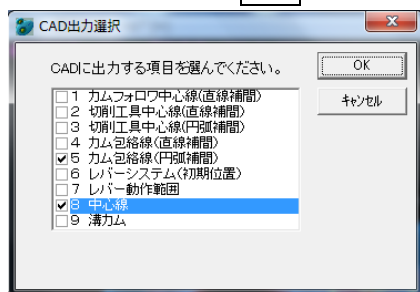 CAD出力選択
CADに出力する項目を選んでください。
OK
キャンセル
1 カムフォロワ中心線(直線補間)
2 切削工具中心線(直線補間)
3 切削工具中心線(円弧補間)
4 カム包絡線(直線補間)
5 カム包絡線(円弧補間)
6 レバーシステム(初期位置)
7 レバー動作範囲
8 中心線
9 溝カム